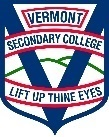 VERMONT
SECONDARY COLLEGE
LIFT UP THINE EYES